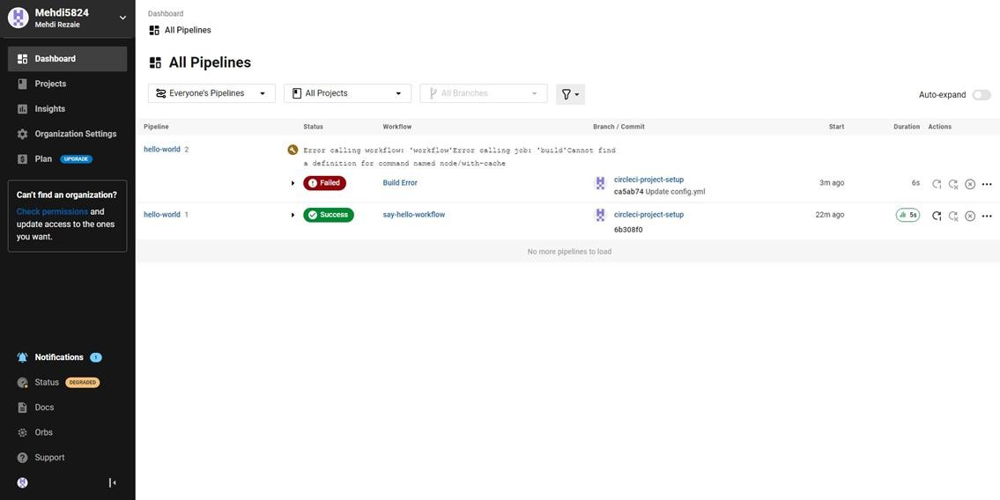 Mehdi5824
Mehdi Rezaie
Dashboard
Projects
Insights
Organization Settings
Plan UPGRADE
Can't find an organization?
Check permissions and
update access to the ones
you want.
Notifications 1
Status DEGRADED
Docs
Orbs
Support
Dashboard
All Pipelines
All Pipelines
Everyone's Pipelines All Projects All Branches Auto-expand
Pipeline Status Workflow Branch / Commit Start Duration Actions
hello-world 2 Error calling workflow: 'workflow'Error calling job: 'build'Cannot find
a definition for command named node/with-cache
Failed Build Error circleci-project-setup 3m ago 6s
ca5ab74 Update config.yml
hello-world 1 Success say-hello-workflow circleci-project-setup 22m ago 5s
6b308f0
No more pipelines to load